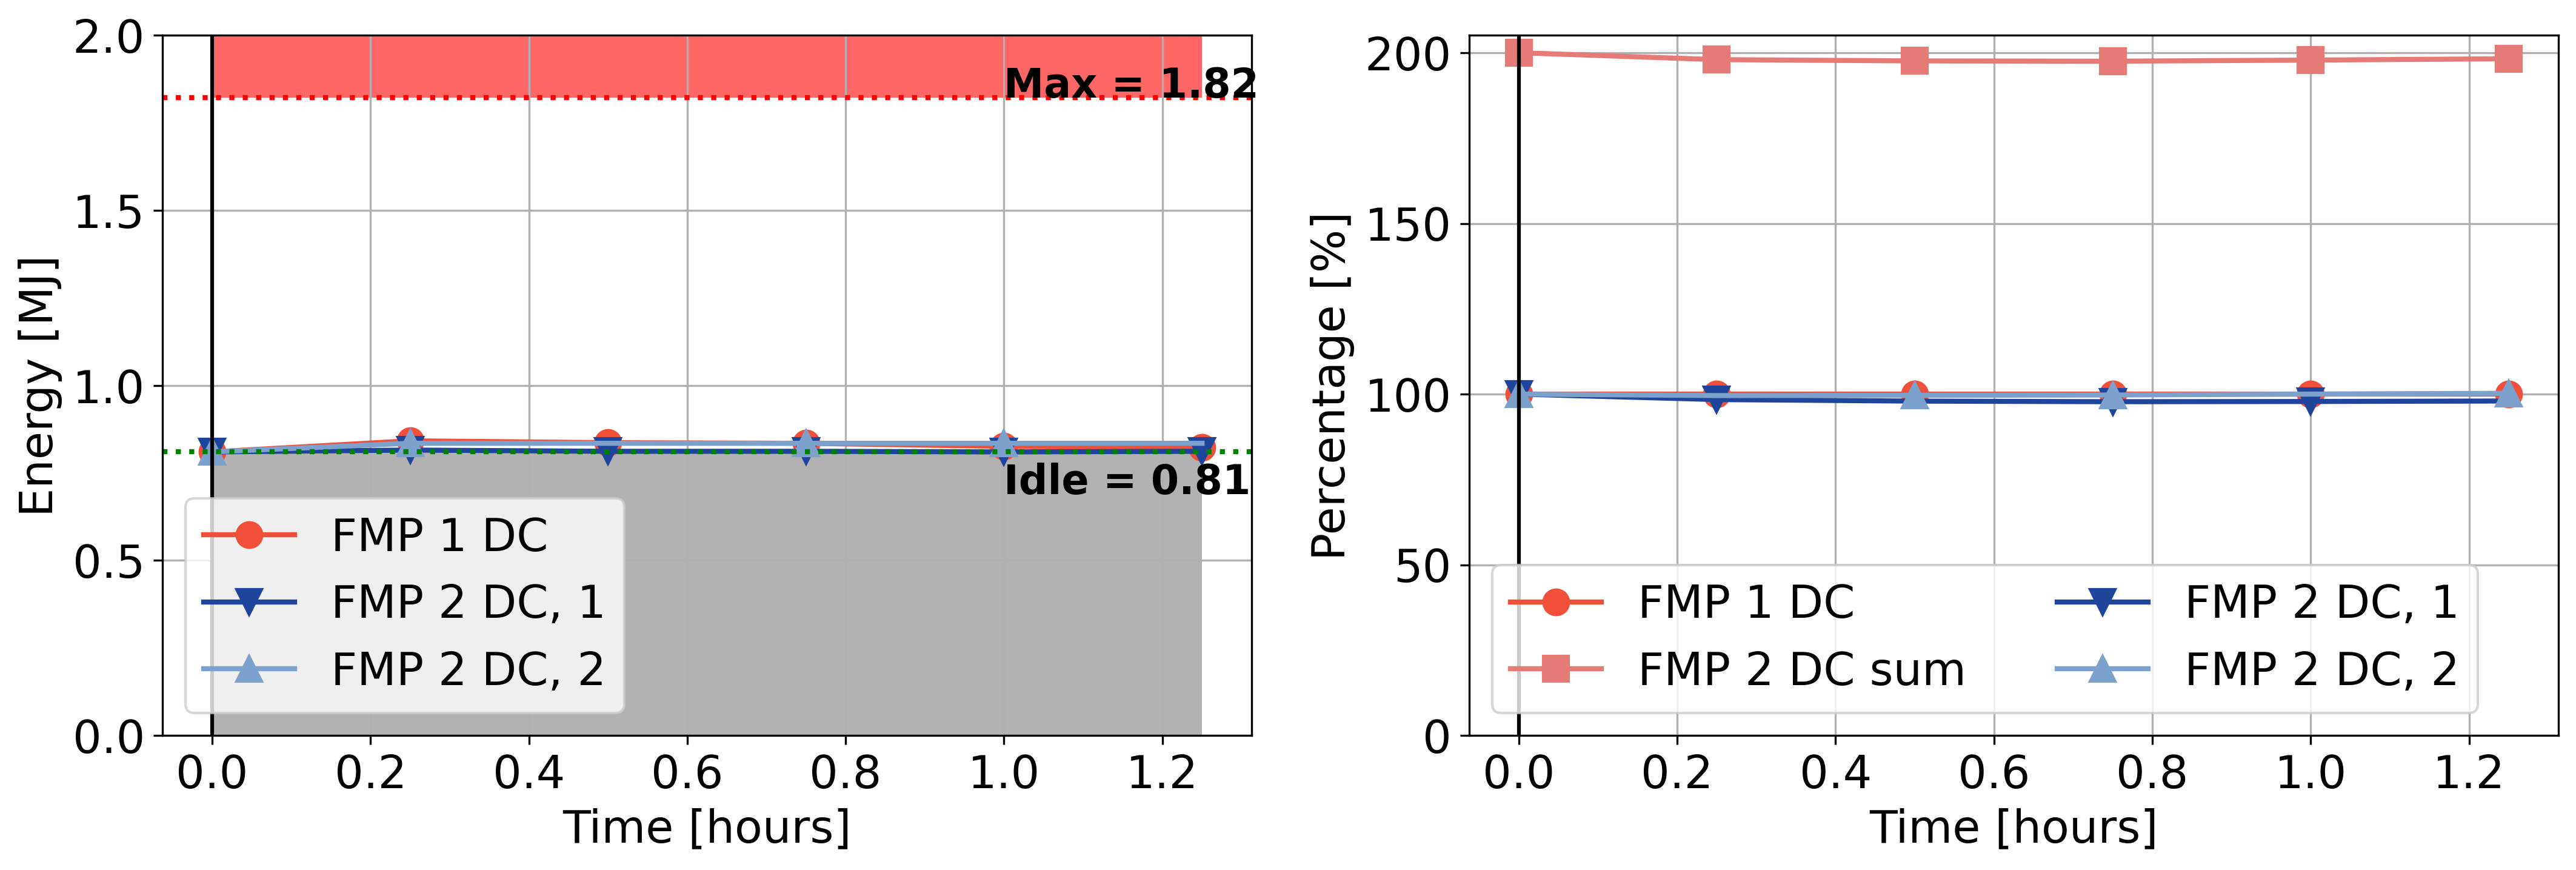 2.0
1.5
1.0
0.5
0.0
Energy [MJ]
Max = 1.82
Idle = 0.81
FMP 1 DC
FMP 2 DC, 1
FMP 2 DC, 2
0.0 0.2 0.4 0.6 0.8 1.0 1.2
Time [hours]
200
150
100
50
0
Percentage [%]
FMP 1 DC
FMP 2 DC sum
FMP 2 DC, 1
FMP 2 DC, 2
0.0 0.2 0.4 0.6 0.8 1.0 1.2
Time [hours]